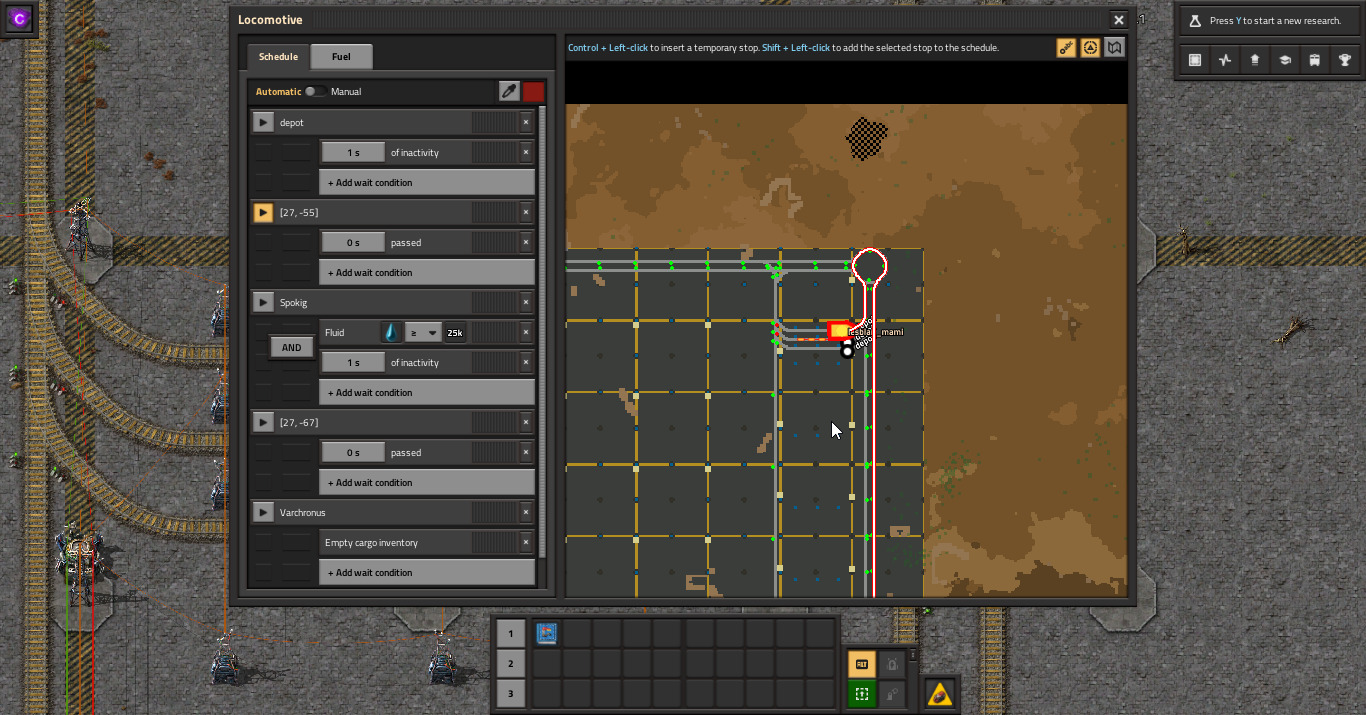 C
Locomotive
Press Y to start a new research.
Schedule
Fuel
Control + Left-click to insert a temporary stop. Shift + Left-click to add the selected stop to the schedule.
Automatic
Manual
depot
1 s
of inactivity
+ Add wait condition
[27, -55]
0 s
passed
+ Add wait condition
Spokig
Fluid
≥
25k
AND
1 s
of inactivity
+ Add wait condition
[27, -67]
0 s
passed
+ Add wait condition
Varchronus
Empty cargo inventory
+ Add wait condition
depo
1
2
3